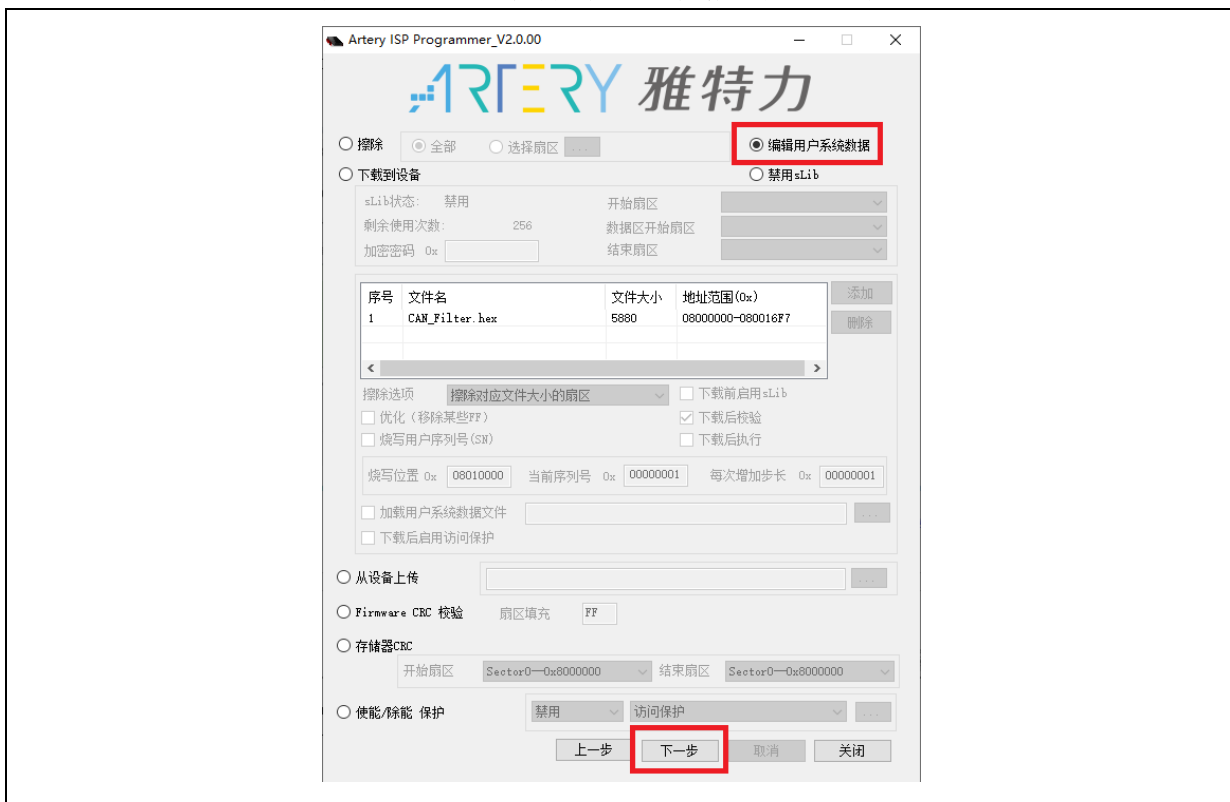 Artery ISP Programmer_V2.0.00
ARTERY 雅特力
擦除 全部 选择扇区 ... 编辑用户系统数据
下载到设备 禁用sLib
sLib状态: 禁用 开始扇区
剩余使用次数: 256 数据区开始扇区
加密密码 0x 结束扇区
序号 文件名 文件大小 地址范围(0x) 添加
1 CAN_Filter.hex 5880 08000000-080016F7 删除
擦除选项 擦除对应文件大小的扇区 下载前启用sLib
优化（移除某些FF） 下载后校验
烧写用户序列号(SN) 下载后执行
烧写位置 0x 08010000 当前序列号 0x 00000001 每次增加步长 0x 00000001
加载用户系统数据文件 ...
下载后启用访问保护
从设备上传 ...
Firmware CRC 校验 扇区填充 FF
存储器CRC
开始扇区 Sector0—0x8000000 结束扇区 Sector0—0x8000000
使能/除能 保护 禁用 访问保护 ...
上一步 下一步 取消 关闭